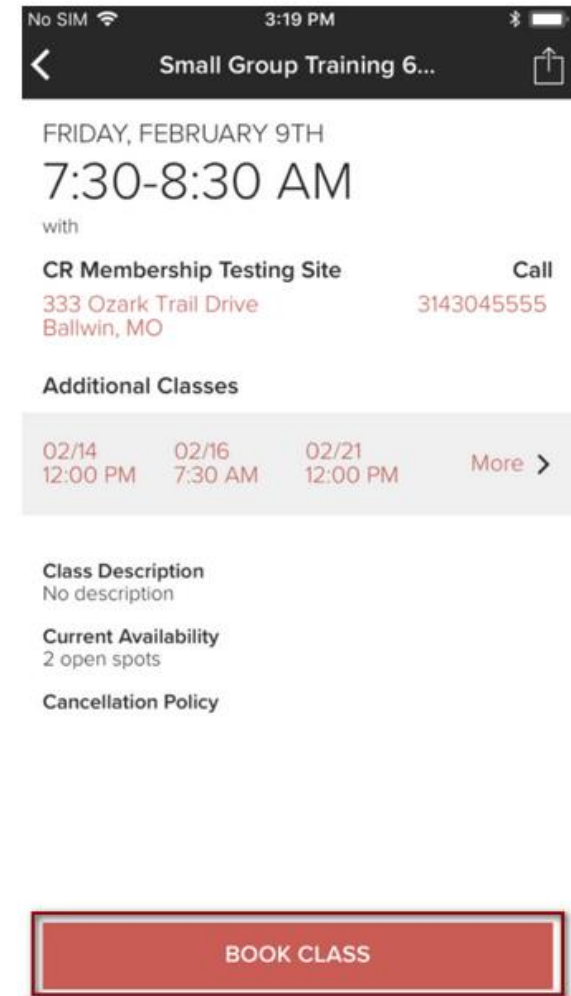 No SIM 3:19 PM
Small Group Training 6...
FRIDAY, FEBRUARY 9TH
7:30-8:30 AM
with
CR Membership Testing Site Call
333 Ozark Trail Drive 3143045555
Ballwin, MO
Additional Classes
02/14 02/16 02/21
12:00 PM 7:30 AM 12:00 PM More
Class Description
No description
Current Availability
2 open spots
Cancellation Policy
BOOK CLASS